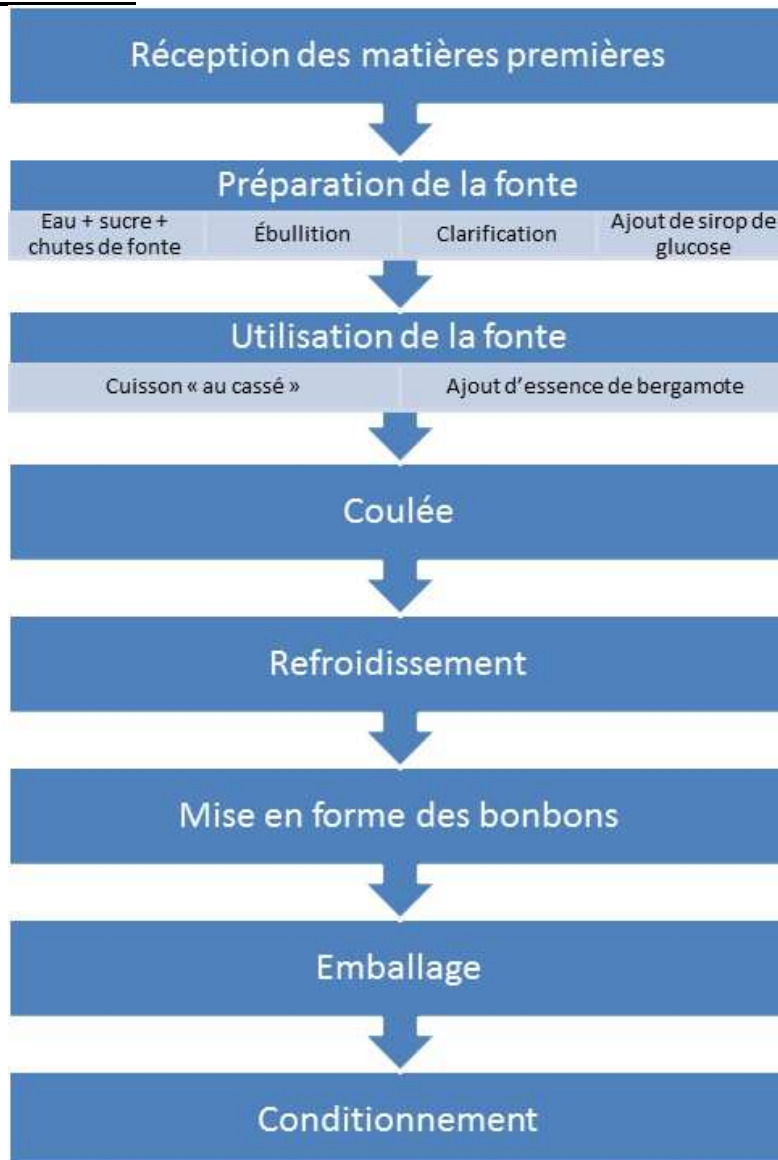 Réception des matières premières
Préparation de la fonte
Eau + sucre +
chutes de fonte
Ébullition
Clarification
Ajout de sirop de
glucose
Utilisation de la fonte
Cuisson « au cassé »
Ajout d'essence de bergamote
Coulée
Refroidissement
Mise en forme des bonbons
Emballage
Conditionnement